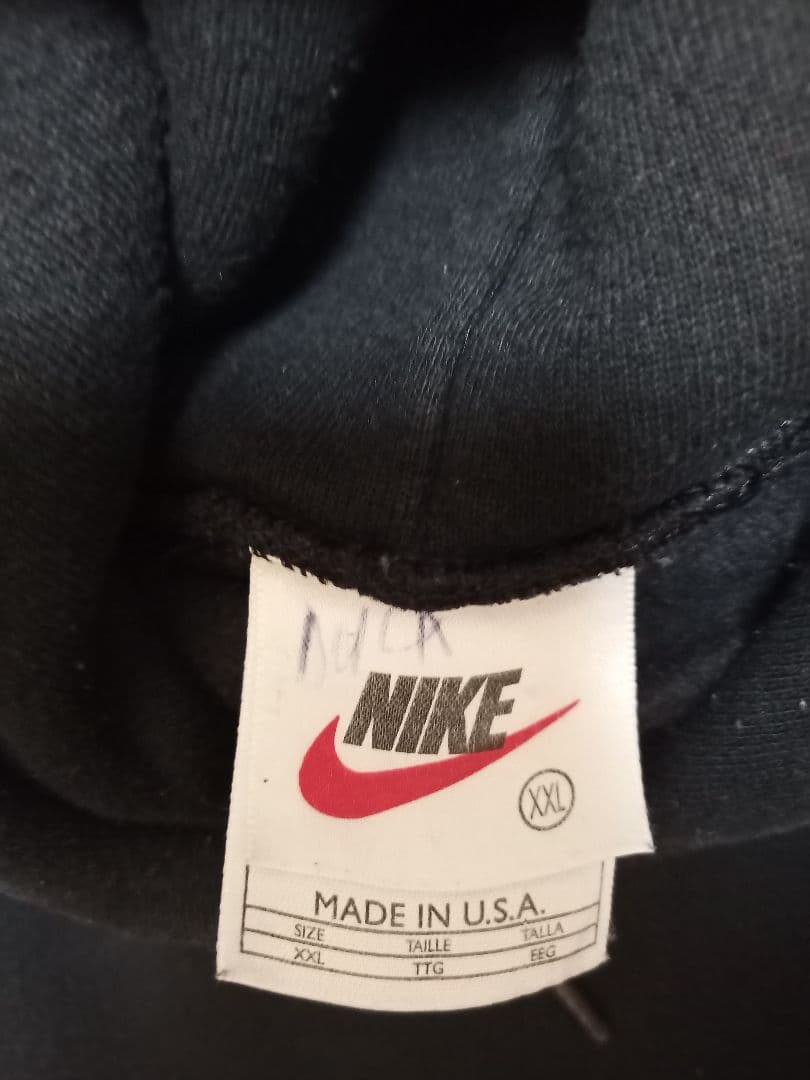 NIKE
XXL
MADE IN U.S.A.
SIZE TAILLE TALLA
XXL TTG EEG